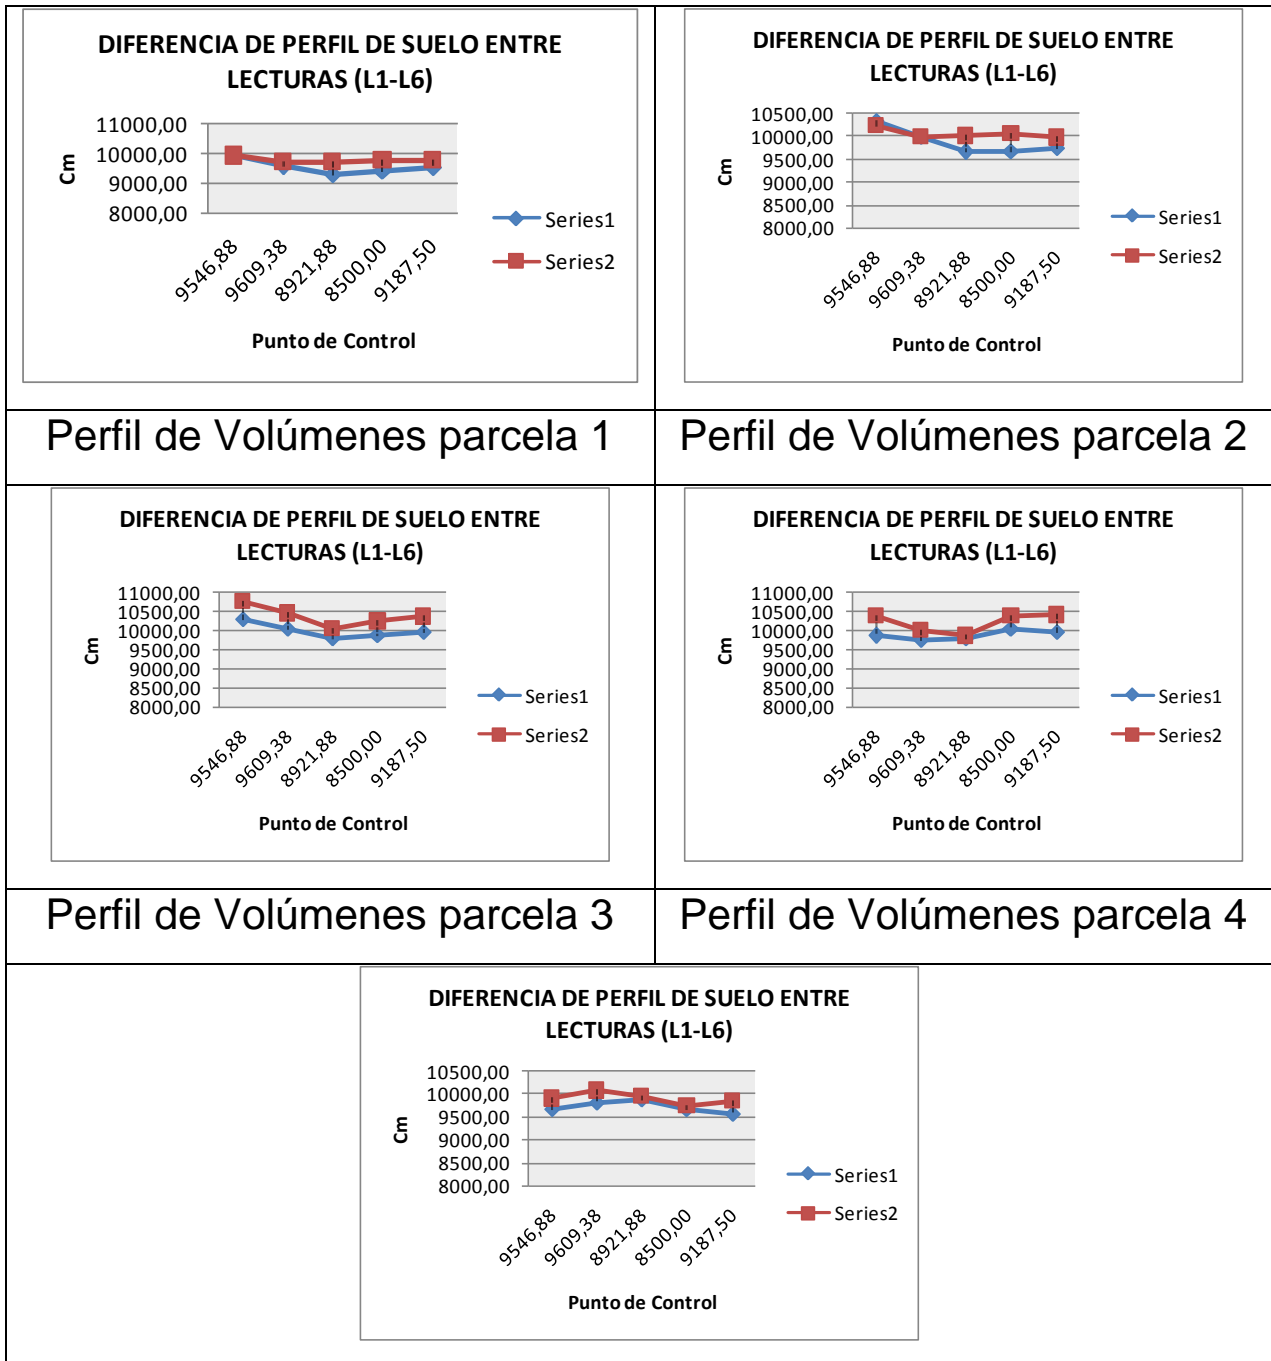 DIFERENCIA DE PERFIL DE SUELO ENTRE
LECTURAS (L1-L6)
11000,00
10000,00
9000,00
8000,00
Cm
9546,88
9609,38
8921,88
8500,00
9187,50
Series1
Series2
Punto de Control
DIFERENCIA DE PERFIL DE SUELO ENTRE
LECTURAS (L1-L6)
10500,00
10000,00
9500,00
9000,00
8500,00
8000,00
Cm
9546,88
9609,38
8921,88
8500,00
9187,50
Series1
Series2
Punto de Control
Perfil de Volúmenes parcela 1
Perfil de Volúmenes parcela 2
DIFERENCIA DE PERFIL DE SUELO ENTRE
LECTURAS (L1-L6)
11000,00
10500,00
10000,00
9500,00
9000,00
8500,00
8000,00
Cm
9546,88
9609,38
8921,88
8500,00
9187,50
Series1
Series2
Punto de Control
DIFERENCIA DE PERFIL DE SUELO ENTRE
LECTURAS (L1-L6)
11000,00
10500,00
10000,00
9500,00
9000,00
8500,00
8000,00
Cm
9546,88
9609,38
8921,88
8500,00
9187,50
Series1
Series2
Punto de Control
Perfil de Volúmenes parcela 3
Perfil de Volúmenes parcela 4
DIFERENCIA DE PERFIL DE SUELO ENTRE
LECTURAS (L1-L6)
10500,00
10000,00
9500,00
9000,00
8500,00
8000,00
Cm
9546,88
9609,38
8921,88
8500,00
9187,50
Series1
Series2
Punto de Control